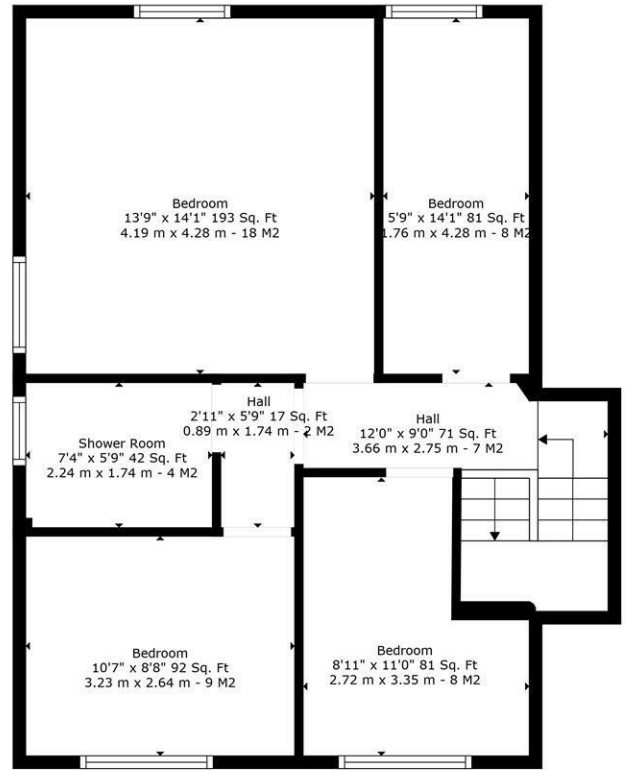 Bedroom
13'9" x 14'1" 193 Sq. Ft
4.19 m x 4.28 m - 18 M2
Bedroom
5'9" x 14'1" 81 Sq. Ft
1.76 m x 4.28 m - 8 M2
Hall
2'11" x 5'9" 17 Sq. Ft
0.89 m x 1.74 m - 2 M2
Hall
12'0" x 9'0" 71 Sq. Ft
3.66 m x 2.75 m - 7 M2
Shower Room
7'4" x 5'9" 42 Sq. Ft
2.24 m x 1.74 m - 4 M2
Bedroom
10'7" x 8'8" 92 Sq. Ft
3.23 m x 2.64 m - 9 M2
Bedroom
8'11" x 11'0" 81 Sq. Ft
2.72 m x 3.35 m - 8 M2